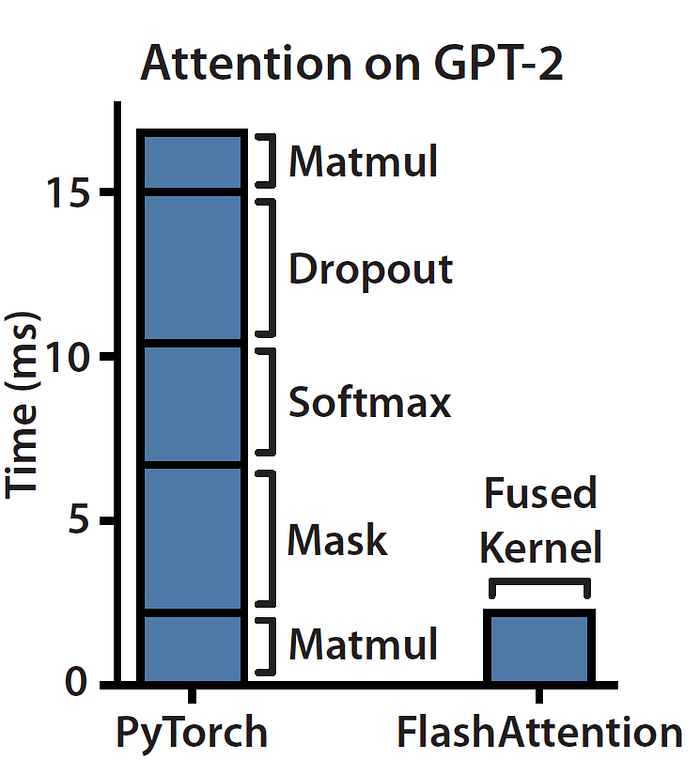 Attention on GPT-2
Time (ms)
15
10
5
0
Matmul
Dropout
Softmax
Mask
Matmul
Fused
Kernel
PyTorch
FlashAttention